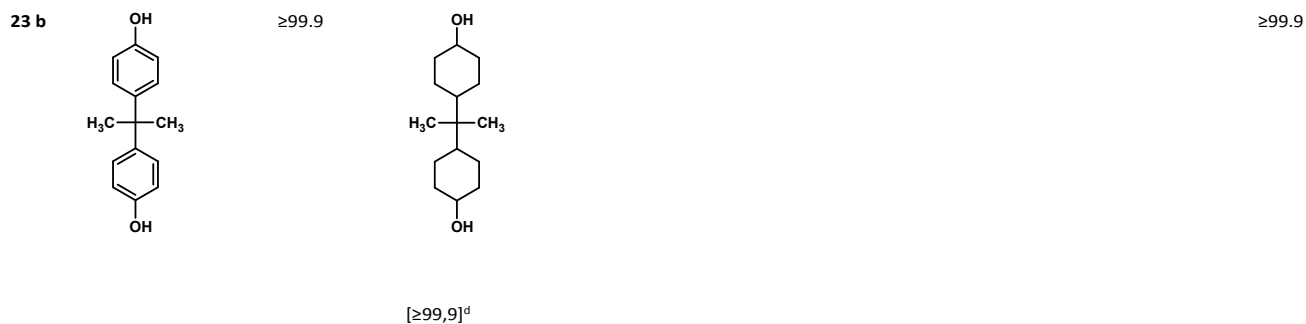 23 b ≥99.9 ≥99.9
OH OH
H₃C CH₃ H₃C CH₃
OH OH
[≥99,9]ᵈ